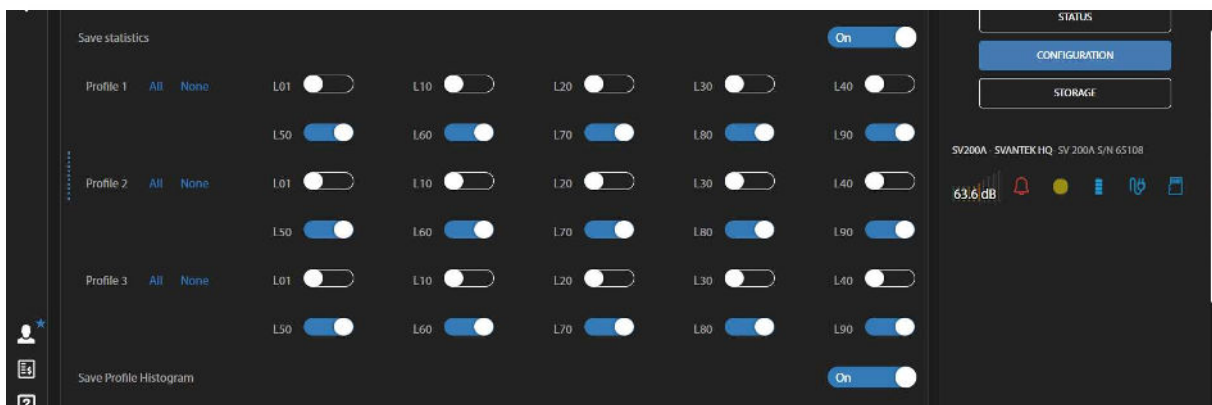 STATUS
Save statistics On
CONFIGURATION
Profile 1 All None L01 L10 L20 L30 L40
STORAGE
L50 L60 L70 L80 L90
SV200A - SVANTEK HQ- SV 200A S/N 65108
Profile 2 All None L01 L10 L20 L30 L40
63.6 dB
L50 L60 L70 L80 L90
Profile 3 All None L01 L10 L20 L30 L40
L50 L60 L70 L80 L90
Save Profile Histogram On